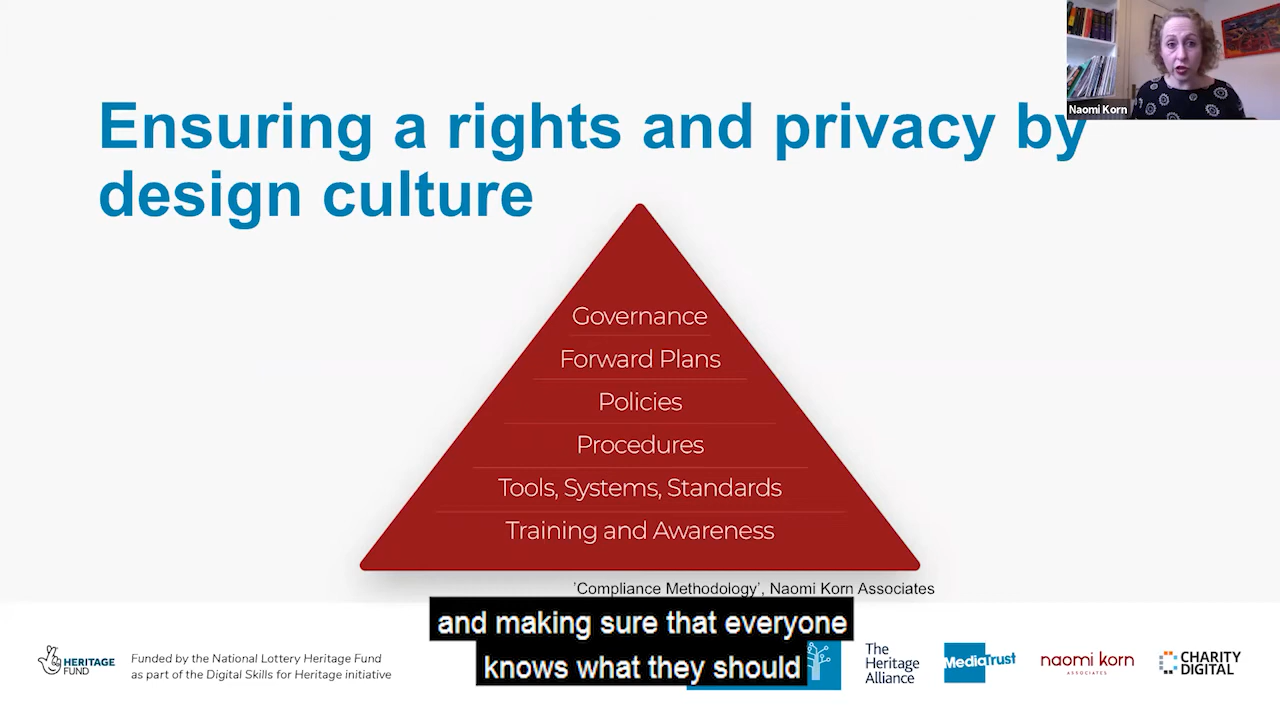 Naomi Korn
Ensuring a rights and privacy by
design culture
Governance
Forward Plans
Policies
Procedures
Tools, Systems, Standards
Training and Awareness
'Compliance Methodology', Naomi Korn Associates
and making sure that everyone
knows what they should
HERITAGE
FUND
Funded by the National Lottery Heritage Fund
as part of the Digital Skills for Heritage initiative
The
Heritage
Alliance
MediaTrust
naomi korn
ASSOCIATES
CHARITY
DIGITAL